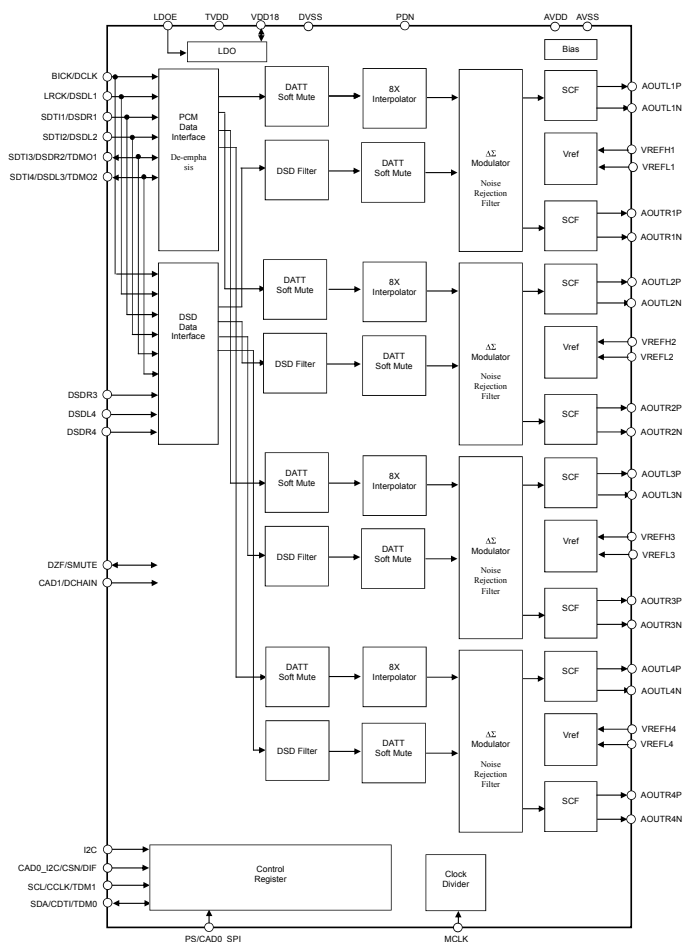 LDOE TVDD VDD18 DVSS PDN AVDD AVSS
LDO
Bias
BICK/DCLK
LRCK/DSDL1
SDTI1/DSDR1
SDTI2/DSDL2
SDTI3/DSDR2/TDMO1
SDTI4/DSDL3/TDMO2
PCM
Data
Interface
De-empha
sis
DATT
Soft Mute
8X
Interpolator
DSD Filter
DATT
Soft Mute
ΔΣ
Modulator
Noise
Rejection
Filter
SCF
Vref
SCF
AOUTL1P
AOUTL1N
VREFH1
VREFL1
AOUTR1P
AOUTR1N
DSD
Data
Interface
DSDR3
DSDL4
DSDR4
DATT
Soft Mute
8X
Interpolator
DSD Filter
DATT
Soft Mute
ΔΣ
Modulator
Noise
Rejection
Filter
SCF
Vref
SCF
AOUTL2P
AOUTL2N
VREFH2
VREFL2
AOUTR2P
AOUTR2N
DATT
Soft Mute
8X
Interpolator
DSD Filter
DATT
Soft Mute
ΔΣ
Modulator
Noise
Rejection
Filter
SCF
Vref
SCF
AOUTL3P
AOUTL3N
VREFH3
VREFL3
AOUTR3P
AOUTR3N
DZF/SMUTE
CAD1/DCHAIN
DATT
Soft Mute
8X
Interpolator
DSD Filter
DATT
Soft Mute
ΔΣ
Modulator
Noise
Rejection
Filter
SCF
Vref
SCF
AOUTL4P
AOUTL4N
VREFH4
VREFL4
AOUTR4P
AOUTR4N
I2C
CAD0_I2C/CSN/DIF
SCL/CCLK/TDM1
SDA/CDTI/TDM0
Control
Register
Clock
Divider
PS/CAD0_SPI
MCLK